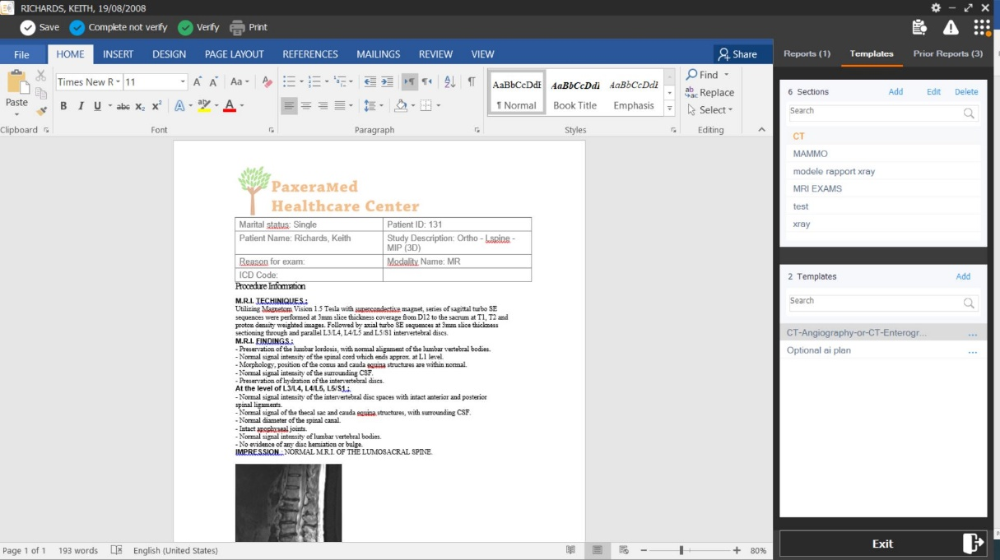 RICHARDS, KEITH, 19/08/2008
Save Complete not verify Verify Print
File HOME INSERT DESIGN PAGE LAYOUT REFERENCES MAILINGS REVIEW VIEW Share
Paste
Times New R 11
B I U abc X₂ X² A aby A
Aa
AaBbCcDdI AaBbCcDdI AaBbCcDdI
¶ Normal Book Title Emphasis
Find
Replace
Select
Clipboard Font Paragraph Styles Editing
PaxeraMed
Healthcare Center
Marital status: Single Patient ID: 131
Patient Name: Richards, Keith Study Description: Ortho - Lspine -
MIP (3D)
Reason for exam: Modality Name: MR
ICD Code:
Procedure Information
M.R.I. TECHNIQUES :
Utilizing Magnetom Vision 1.5 Tesla with supercondective magnet, series of sagittal turbo SE
sequences were performed at 3mm slice thickness coverage from D12 to the sacrum at T1, T2 and
proton density weighted images. Followed by axial turbo SE sequences at 3mm slice thickness
sectioning through and parallel L3/L4, L4/L5 and L5/S1 intervertebral discs.
M.R.I. FINDINGS :
- Preservation of the lumbar lordosis, with normal alignment of the lumbar vertebral bodies.
- Normal signal intensity of the spinal cord which ends approx. at L1 level.
- Morphology, position of the conus and cauda equina structures are within normal.
- Normal signal intensity of the surrounding CSF.
- Preservation of hydration of the intervertebral discs.
At the level of L3/L4, L4/L5, L5/S1 :
- Normal signal intensity of the intervertebral disc spaces with intact anterior and posterior
spinal ligaments.
- Normal signal of the thecal sac and cauda equina structures, with surrounding CSF.
- Normal diameter of the spinal canal.
- Intact apophyseal joints.
- Normal signal intensity of lumbar vertebral bodies.
- No evidence of any disc herniation or bulge.
IMPRESSION : NORMAL M.R.I. OF THE LUMOSACRAL SPINE.
Page 1 of 1 193 words English (United States) 80%
Reports (1) Templates Prior Reports (3)
6 Sections Add Edit Delete
Search
CT
MAMMO
modele rapport xray
MRI EXAMS
test
xray
2 Templates Add
Search
CT-Angiography-or-CT-Enterogr... ...
Optional ai plan ...
Exit